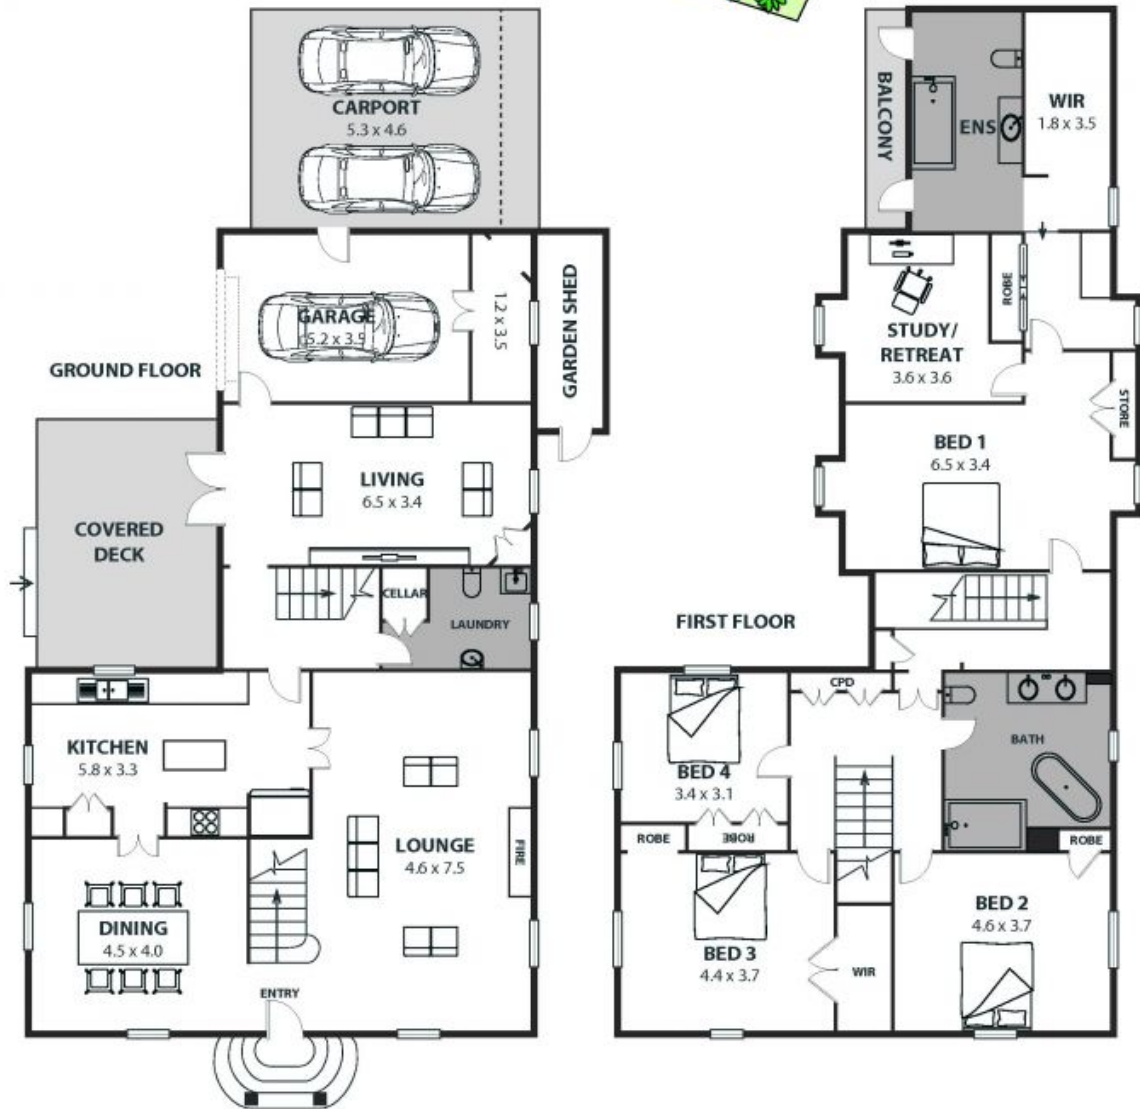 CARPORT
5.3 x 4.6
GARAGE
5.2 x 3.5
1.2 x 3.5
GARDEN SHED
GROUND FLOOR
LIVING
6.5 x 3.4
COVERED
DECK
CELLAR
LAUNDRY
KITCHEN
5.8 x 3.3
LOUNGE
4.6 x 7.5
FIRE
DINING
4.5 x 4.0
ENTRY
BALCONY
ENS
WIR
1.8 x 3.5
ROBE
STUDY/
RETREAT
3.6 x 3.6
STORE
BED 1
6.5 x 3.4
FIRST FLOOR
CPD
BATH
BED 4
3.4 x 3.1
ROBE
ROBE
ROBE
BED 3
4.4 x 3.7
WIR
BED 2
4.6 x 3.7